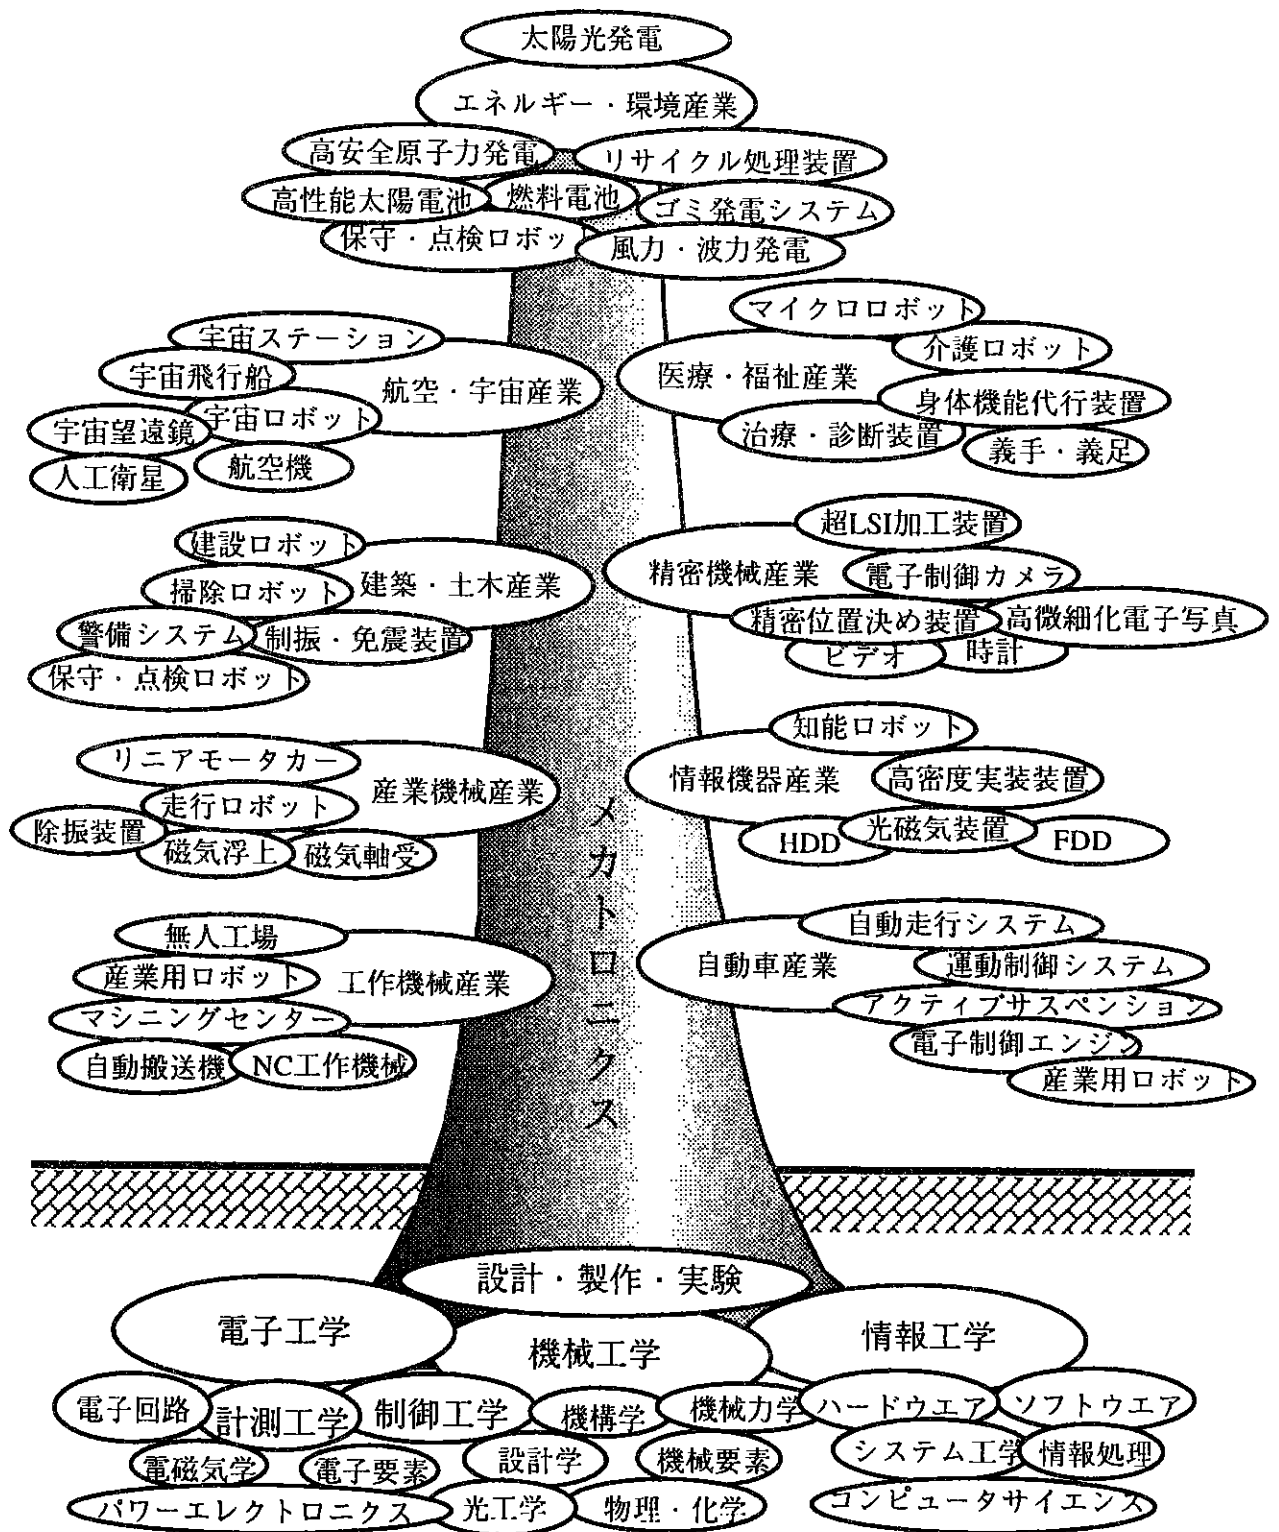 太陽光発電
エネルギー・環境産業
高安全原子力発電
リサイクル処理装置
高性能太陽電池
燃料電池
ゴミ発電システム
保守・点検ロボット
風力・波力発電
宇宙ステーション
宇宙飛行船
航空・宇宙産業
宇宙ロボット
宇宙望遠鏡
人工衛星
航空機
マイクロロボット
医療・福祉産業
介護ロボット
身体機能代行装置
治療・診断装置
義手・義足
建設ロボット
掃除ロボット
建築・土木産業
警備システム
制振・免震装置
保守・点検ロボット
超LSI加工装置
精密機械産業
電子制御カメラ
精密位置決め装置
高微細化電子写真
ビデオ
時計
リニアモータカー
走行ロボット
産業機械産業
除振装置
磁気浮上
磁気軸受
知能ロボット
情報機器産業
高密度実装装置
光磁気装置
HDD
FDD
無人工場
産業用ロボット
工作機械産業
マシニングセンター
自動搬送機
NC工作機械
自動走行システム
自動車産業
運動制御システム
アクティブサスペンション
電子制御エンジン
産業用ロボット
メカトロニクス
設計・製作・実験
電子工学
機械工学
情報工学
電子回路
計測工学
制御工学
機構学
機械力学
ハードウエア
ソフトウエア
電磁気学
電子要素
設計学
機械要素
システム工学
情報処理
パワーエレクトロニクス
光工学
物理・化学
コンピュータサイエンス